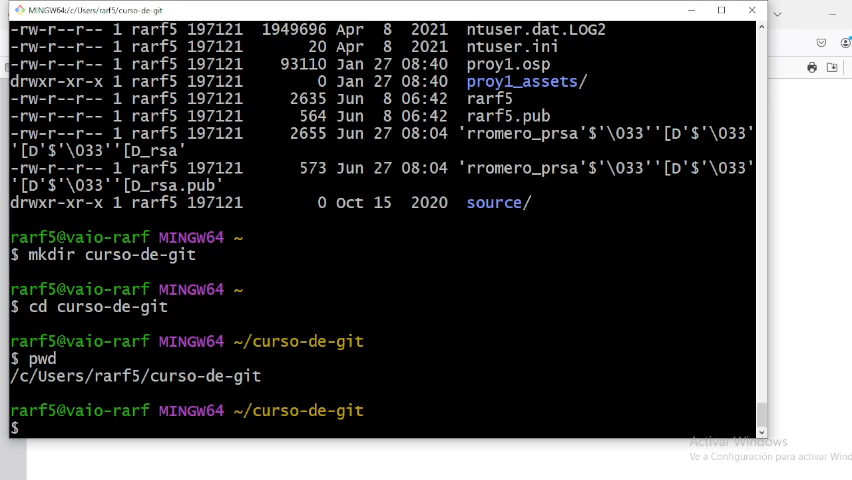 MINGW64:/c/Users/rarf5/curso-de-git
-rw-r--r-- 1 rarf5 197121 1949696 Apr 8 2021 ntuser.dat.LOG2
-rw-r--r-- 1 rarf5 197121 20 Apr 8 2021 ntuser.ini
-rw-r--r-- 1 rarf5 197121 93110 Jan 27 08:40 proy1.osp
drwxr-xr-x 1 rarf5 197121 0 Jan 27 08:40 proy1_assets/
-rw-r--r-- 1 rarf5 197121 2635 Jun 8 06:42 rarf5
-rw-r--r-- 1 rarf5 197121 564 Jun 8 06:42 rarf5.pub
-rw-r--r-- 1 rarf5 197121 2655 Jun 27 08:04 'rromero_prsa'$'\033''[D'$'\033'
'[D'$'\033''[D_rsa'
-rw-r--r-- 1 rarf5 197121 573 Jun 27 08:04 'rromero_prsa'$'\033''[D'$'\033'
'[D'$'\033''[D_rsa.pub'
drwxr-xr-x 1 rarf5 197121 0 Oct 15 2020 source/
rarf5@vaio-rarf MINGW64 ~
$ mkdir curso-de-git
rarf5@vaio-rarf MINGW64 ~
$ cd curso-de-git
rarf5@vaio-rarf MINGW64 ~/curso-de-git
$ pwd
/c/Users/rarf5/curso-de-git
rarf5@vaio-rarf MINGW64 ~/curso-de-git
$
Activar Windows
Ve a Configuración para activar Wind